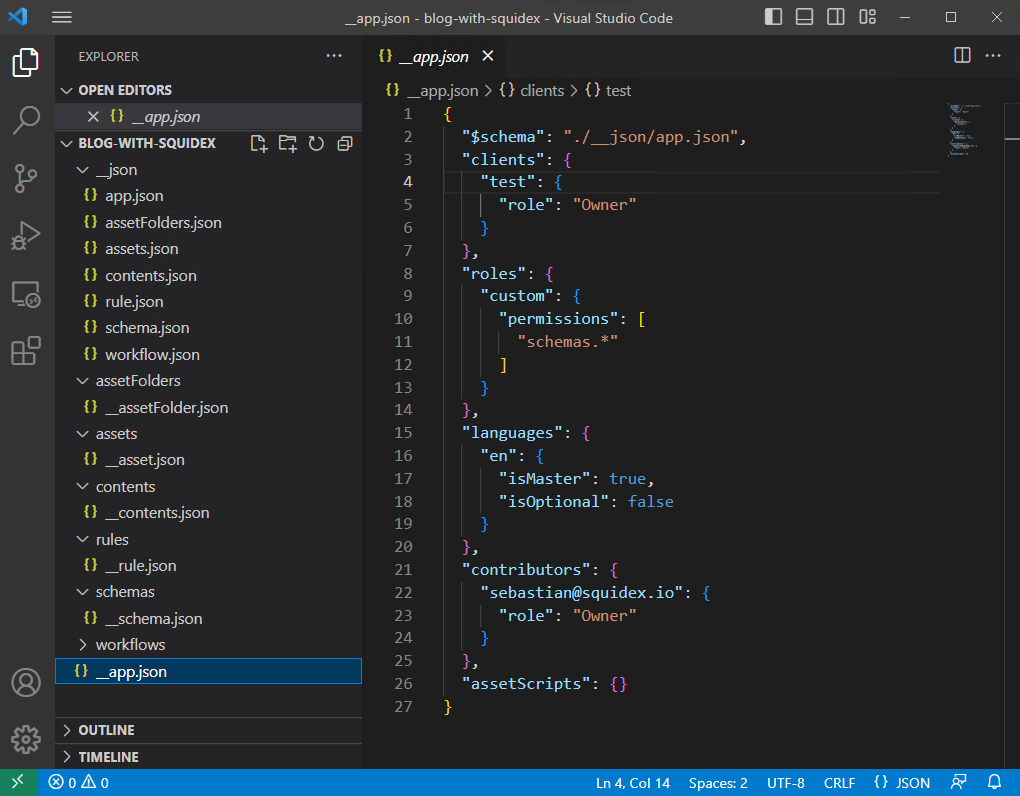 __app.json - blog-with-squidex - Visual Studio Code
EXPLORER
OPEN EDITORS
{} __app.json
BLOG-WITH-SQUIDEX
__json
{} app.json
{} assetFolders.json
{} assets.json
{} contents.json
{} rule.json
{} schema.json
{} workflow.json
assetFolders
{} __assetFolder.json
assets
{} __asset.json
contents
{} __contents.json
rules
{} __rule.json
schemas
{} __schema.json
workflows
{} __app.json
OUTLINE
TIMELINE
{} __app.json
{} __app.json > {} clients > {} test
1 {
2 "$schema": "./__json/app.json",
3 "clients": {
4 "test": {
5 "role": "Owner"
6 }
7 },
8 "roles": {
9 "custom": {
10 "permissions": [
11 "schemas.*"
12 ]
13 }
14 },
15 "languages": {
16 "en": {
17 "isMaster": true,
18 "isOptional": false
19 }
20 },
21 "contributors": {
22 "sebastian@squidex.io": {
23 "role": "Owner"
24 }
25 },
26 "assetScripts": {}
27 }
0 0 Ln 4, Col 14 Spaces: 2 UTF-8 CRLF {} JSON